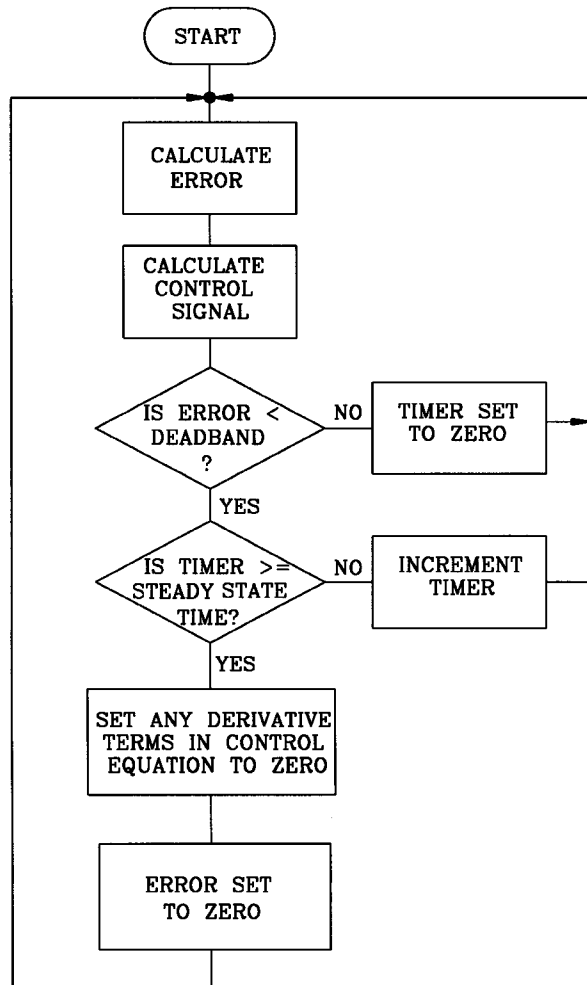 START
CALCULATE
ERROR
CALCULATE
CONTROL
SIGNAL
IS ERROR <
DEADBAND
?
NO
TIMER SET
TO ZERO
YES
IS TIMER >=
STEADY STATE
TIME?
NO
INCREMENT
TIMER
YES
SET ANY DERIVATIVE
TERMS IN CONTROL
EQUATION TO ZERO
ERROR SET
TO ZERO